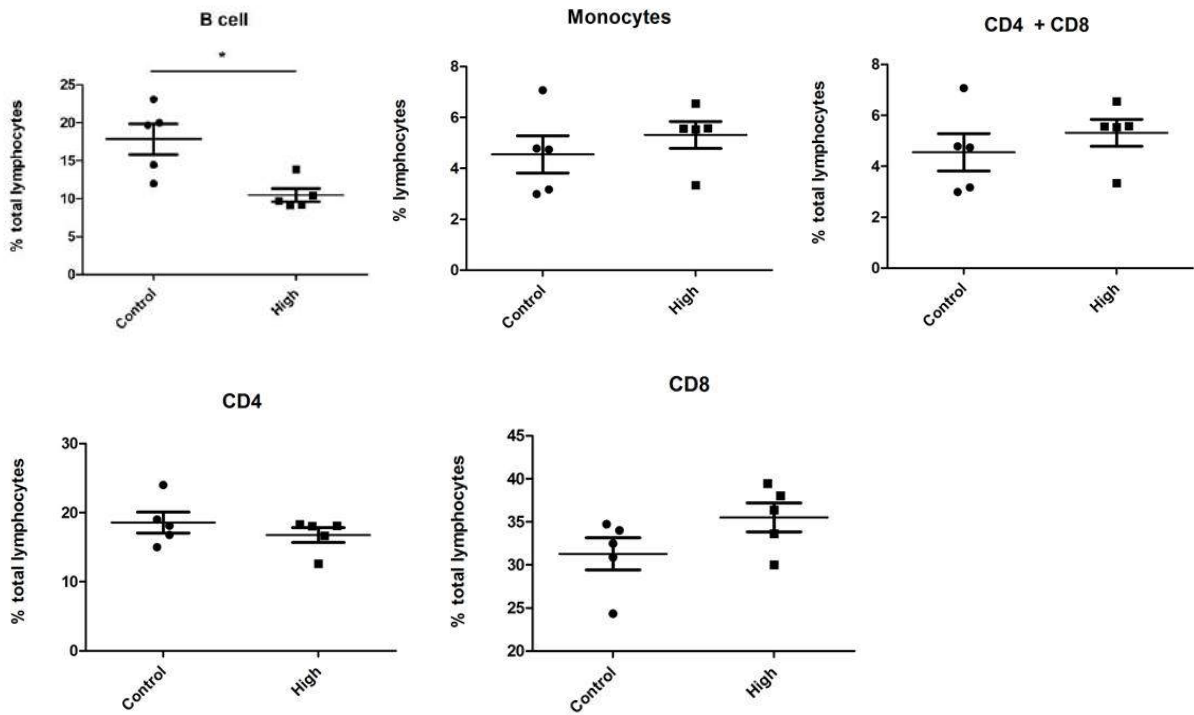 B cell
*
% total lymphocytes
25
20
15
10
5
0
Control
High
Monocytes
% lymphocytes
8
6
4
2
0
Control
High
CD4 + CD8
% total lymphocytes
8
6
4
2
0
Control
High
CD4
% total lymphocytes
30
20
10
0
Control
High
CD8
% total lymphocytes
45
40
35
30
25
20
Control
High